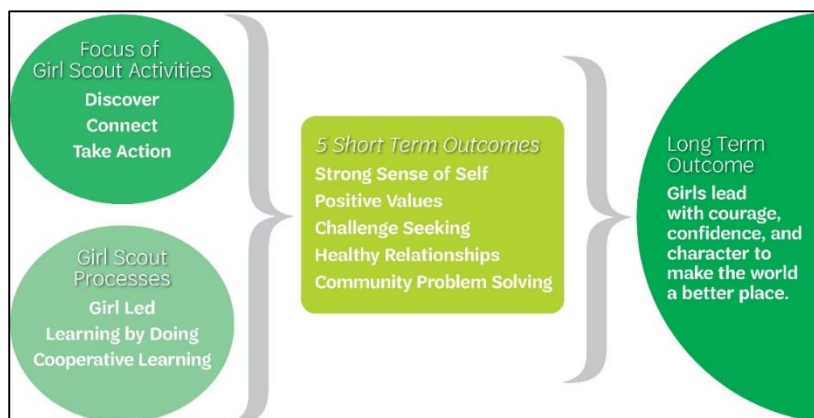 Focus of
Girl Scout Activities
Discover
Connect
Take Action
Girl Scout
Processes
Girl Led
Learning by Doing
Cooperative Learning
5 Short Term Outcomes
Strong Sense of Self
Positive Values
Challenge Seeking
Healthy Relationships
Community Problem Solving
Long Term
Outcome
Girls lead
with courage,
confidence, and
character to
make the world
a better place.